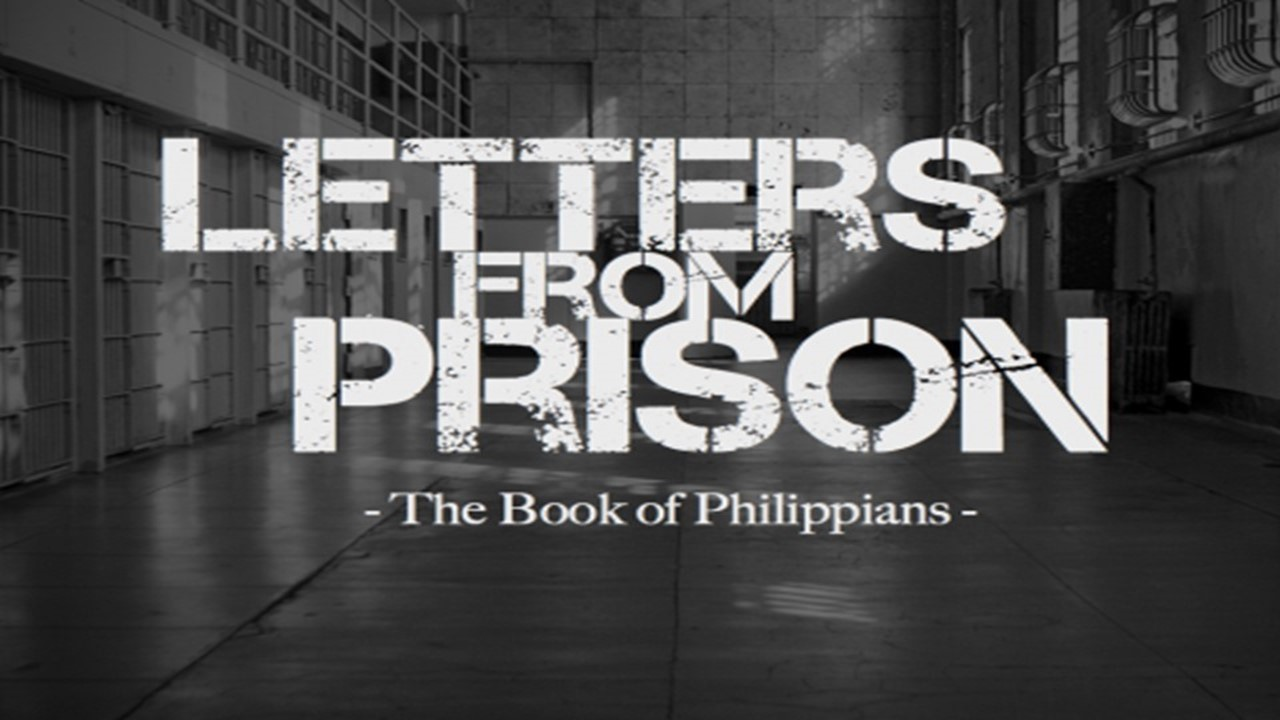 LETTERS
FROM
PRISON
- The Book of Philippians -